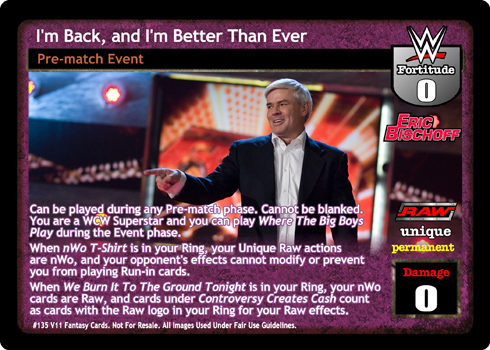 I'm Back, and I'm Better Than Ever
Pre-match Event
W
Fortitude
0
ERIC
BISCHOFF
Can be played during any Pre-match phase. Cannot be blanked.
You are a WCW Superstar and you can play Where The Big Boys
Play during the Event phase.
When nWo T-Shirt is in your Ring, your Unique Raw actions
are nWo, and your opponent's effects cannot modify or prevent
you from playing Run-in cards.
When We Burn It To The Ground Tonight is in your Ring, your nWo
cards are Raw, and cards under Controversy Creates Cash count
as cards with the Raw logo in your Ring for your Raw effects.
RAW
unique
permanent
Damage
0
#135 V11 Fantasy Cards. Not For Resale. All Images Used Under Fair Use Guidelines.